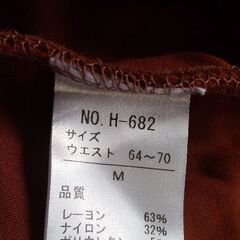 NO. H-682
サイズ
ウエスト 64～70
M
品質
レーヨン 63%
ナイロン 32%